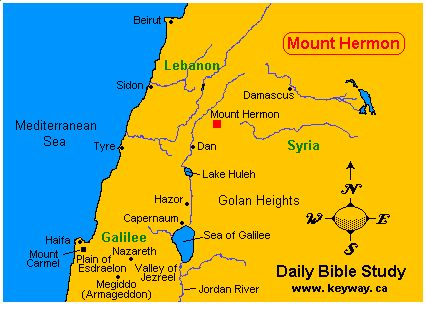 Beirut
Mount Hermon
Lebanon
Sidon
Damascus
Mount Hermon
Mediterranean
Sea
Tyre
Dan
Syria
Lake Huleh
Hazor
Golan Heights
Capernaum
N
W
E
S
Haifa
Galilee
Sea of Galilee
Mount
Carmel
Nazareth
Plain of
Esdraelon
Valley of
Jezreel
Megiddo
(Armageddon)
Jordan River
Daily Bible Study
www.keyway.ca